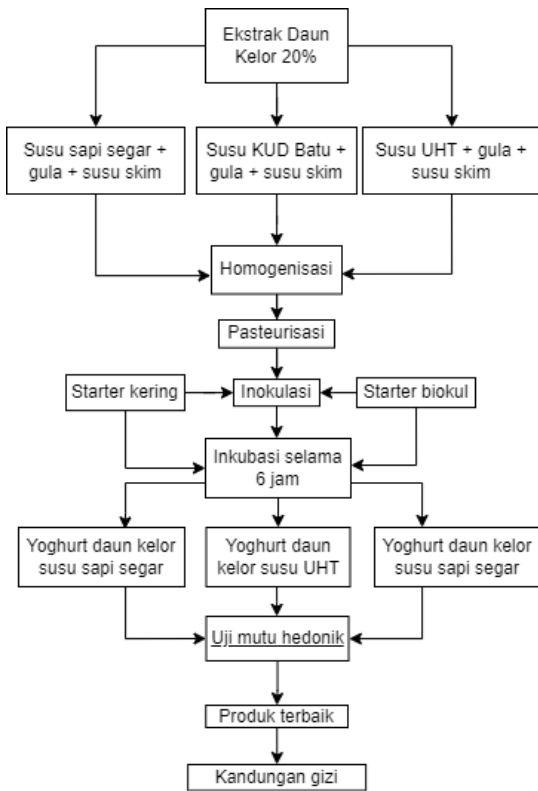 Ekstrak Daun
Kelor 20%
Susu sapi segar +
gula + susu skim
Susu KUD Batu +
gula + susu skim
Susu UHT + gula +
susu skim
Homogenisasi
Pasteurisasi
Starter kering
Inokulasi
Starter biokul
Inkubasi selama
6 jam
Yoghurt daun kelor
susu sapi segar
Yoghurt daun
kelor susu UHT
Yoghurt daun kelor
susu sapi segar
Uji mutu hedonik
Produk terbaik
Kandungan gizi